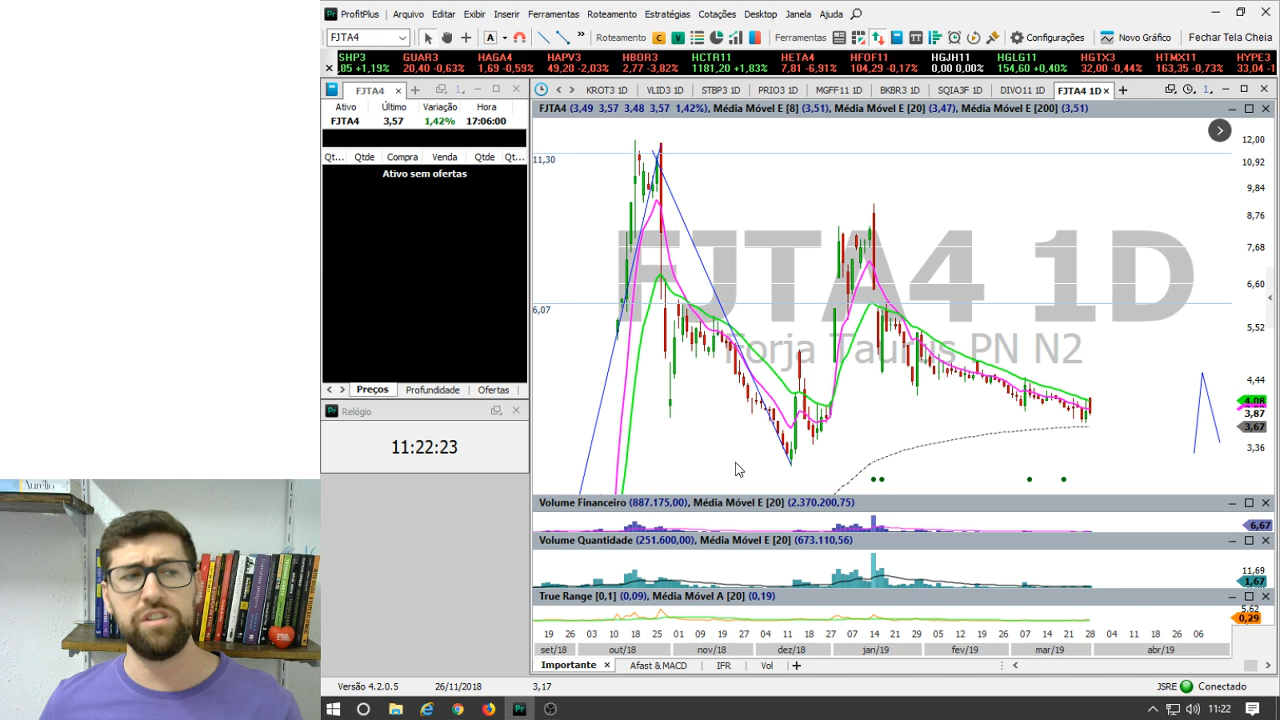 ProfitPlus Arquivo Editar Exibir Inserir Ferramentas Roteamento Estratégias Cotações Desktop Janela Ajuda
FJTA4 A Roteamento C V Ferramentas TT Configurações Novo Gráfico Fechar Tela Cheia
SHP3 GUAR3 HAGA4 HAPV3 HBOR3 HCTR11 HETA4 HFOF11 HGJH11 HGLG11 HGTX3 HTMX11 HYPE3
,85 +1,19% 20,40 -0,63% 1,69 -0,59% 49,20 -2,03% 2,77 -3,82% 1181,20 +1,83% 7,81 -6,91% 104,29 -0,17% 0,00 0,00% 154,60 +0,40% 32,00 -0,44% 163,35 -0,73% 33,04 -1
FJTA4 1
KROT3 1D VLID3 1D STBP3 1D PRIO3 1D MGFF11 1D BKBR3 1D SQIA3F 1D DIVO11 1D FJTA4 1D
Ativo Último Variação Hora
FJTA4 3,57 1,42% 17:06:00
Qt... Qtde Compra Venda Qtde Qt...
Ativo sem ofertas
Preços Profundidade Ofertas
Relógio
11:22:23
FJTA4 (3,49 3,57 3,48 3,57 1,42%), Média Móvel E [8] (3,51), Média Móvel E [20] (3,47), Média Móvel E [200] (3,51)
FJTA4 1D
Forja Taurus PN N2
11,30
6,07
12,00
10,92
9,84
8,76
7,68
6,60
5,52
4,44
4,08
3,87
3,67
3,36
Volume Financeiro (887.175,00), Média Móvel E [20] (2.370.200,75)
6,67
Volume Quantidade (251.600,00), Média Móvel E [20] (673.110,56)
11,69
1,67
True Range [0,1] (0,09), Média Móvel A [20] (0,19)
5,62
0,29
19 26 03 10 18 25 01 09 19 27 04 11 18 27 07 14 21 29 05 12 19 26 07 14 21 28 04 11 18 26 06
set/18 out/18 nov/18 dez/18 jan/19 fev/19 mar/19 abr/19
Importante Afast & MACD IFR Vol
Versão 4.2.0.5 26/11/2018 3,17 JSRE Conectado
11:22
Aurélio